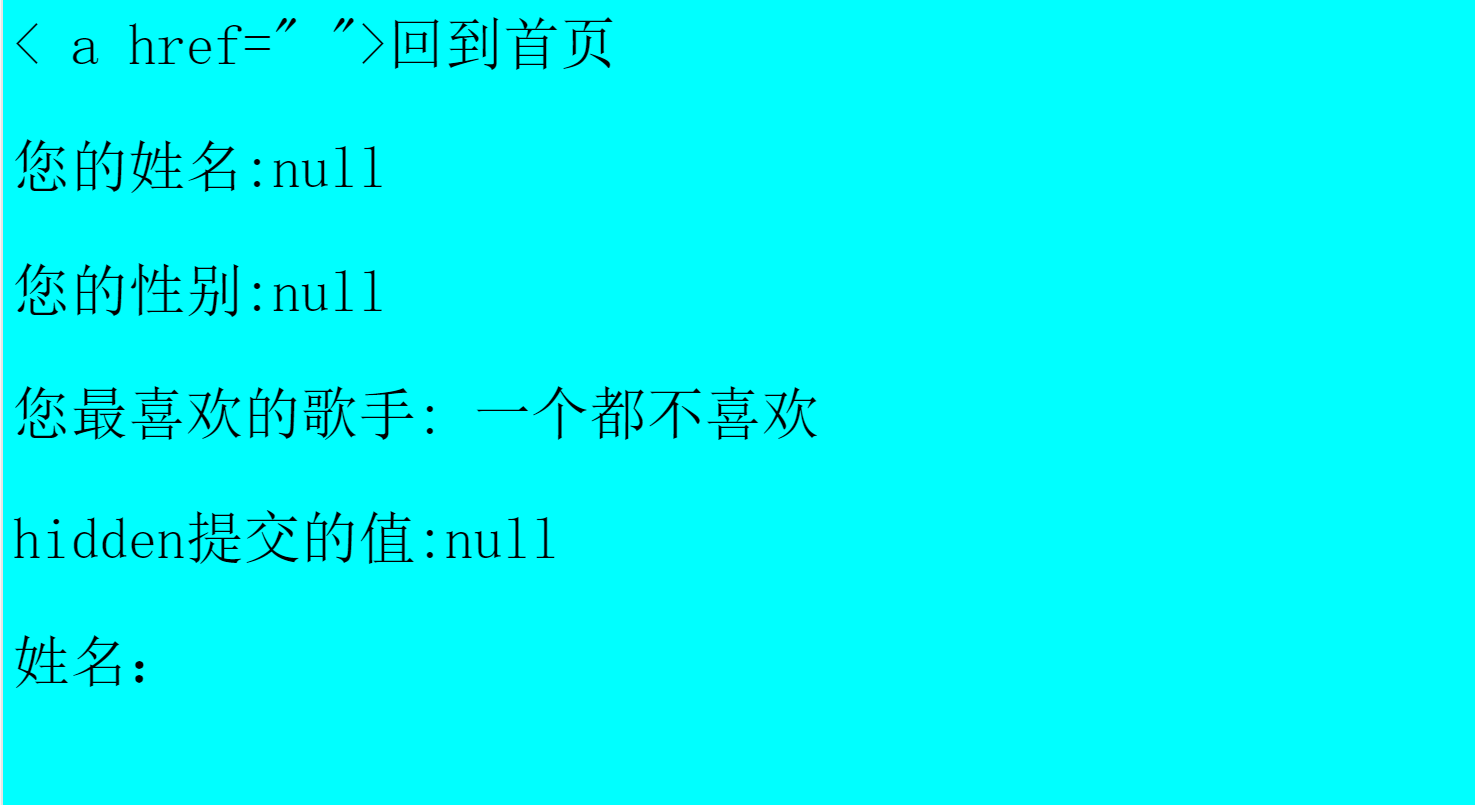 < a href=" ">回到首页
您的姓名:null
您的性别:null
您最喜欢的歌手: 一个都不喜欢
hidden提交的值:null
姓名：